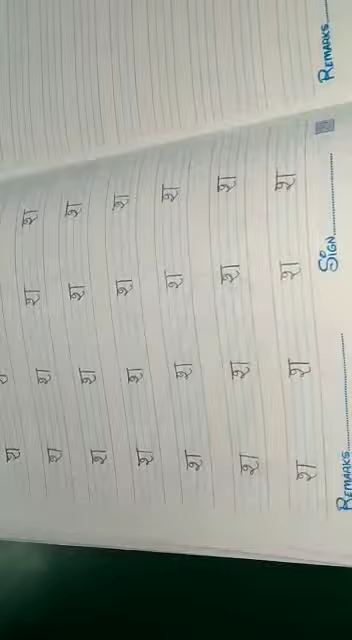 श श
श श श श
श श श श
श श श श
श श श श
श श श श
श श श श
REMARKS.................... SIGN....................
REMARKS........